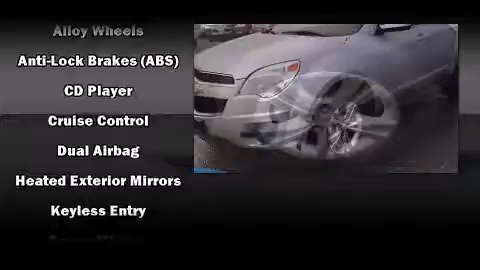 Alloy Wheels
Anti-Lock Brakes (ABS)
CD Player
Cruise Control
Dual Airbag
Heated Exterior Mirrors
Keyless Entry